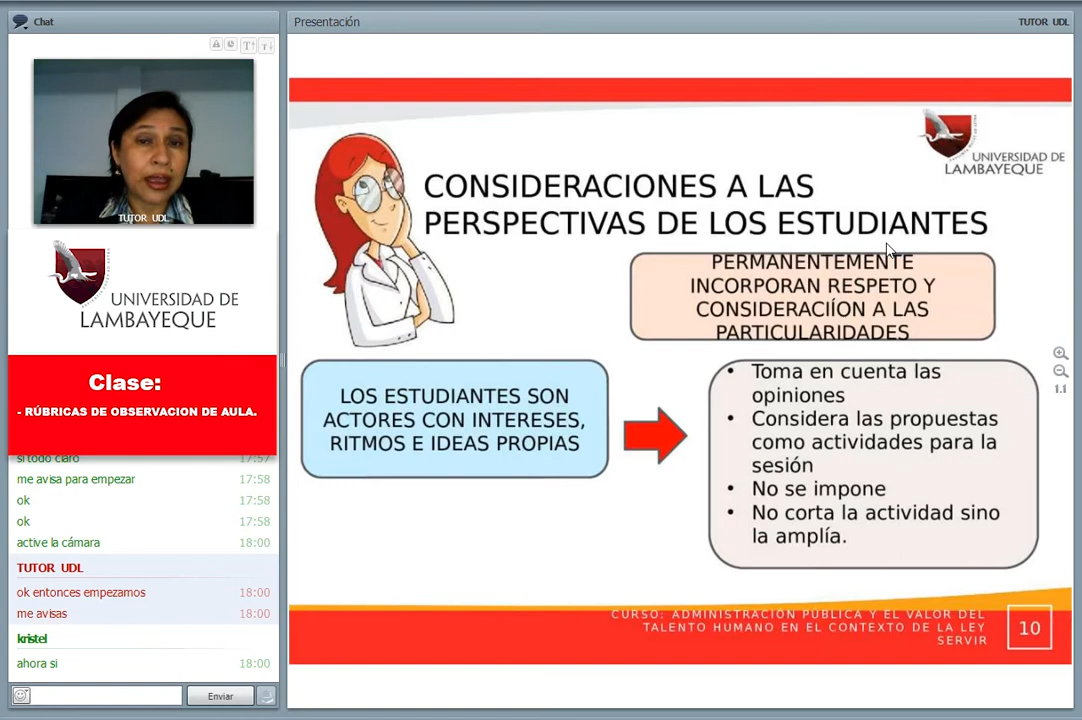 Chat
TUTOR UDL
UNIVERSIDAD DE
LAMBAYEQUE
Clase:
- RÚBRICAS DE OBSERVACION DE AULA.
si todo claro 17:57
me avisa para empezar 17:58
ok 17:58
ok 17:58
active la cámara 18:00
TUTOR UDL
ok entonces empezamos 18:00
me avisas 18:00
kristel
ahora si 18:00
Enviar
Presentación
TUTOR UDL
UNIVERSIDAD DE
LAMBAYEQUE
CONSIDERACIONES A LAS
PERSPECTIVAS DE LOS ESTUDIANTES
PERMANENTEMENTE
INCORPORAN RESPETO Y
CONSIDERACIÍON A LAS
PARTICULARIDADES
LOS ESTUDIANTES SON
ACTORES CON INTERESES,
RITMOS E IDEAS PROPIAS
• Toma en cuenta las
opiniones
• Considera las propuestas
como actividades para la
sesión
• No se impone
• No corta la actividad sino
la amplía.
CURSO: ADMINISTRACIÓN PÚBLICA Y EL VALOR DEL
TALENTO HUMANO EN EL CONTEXTO DE LA LEY
SERVIR
10
1.1